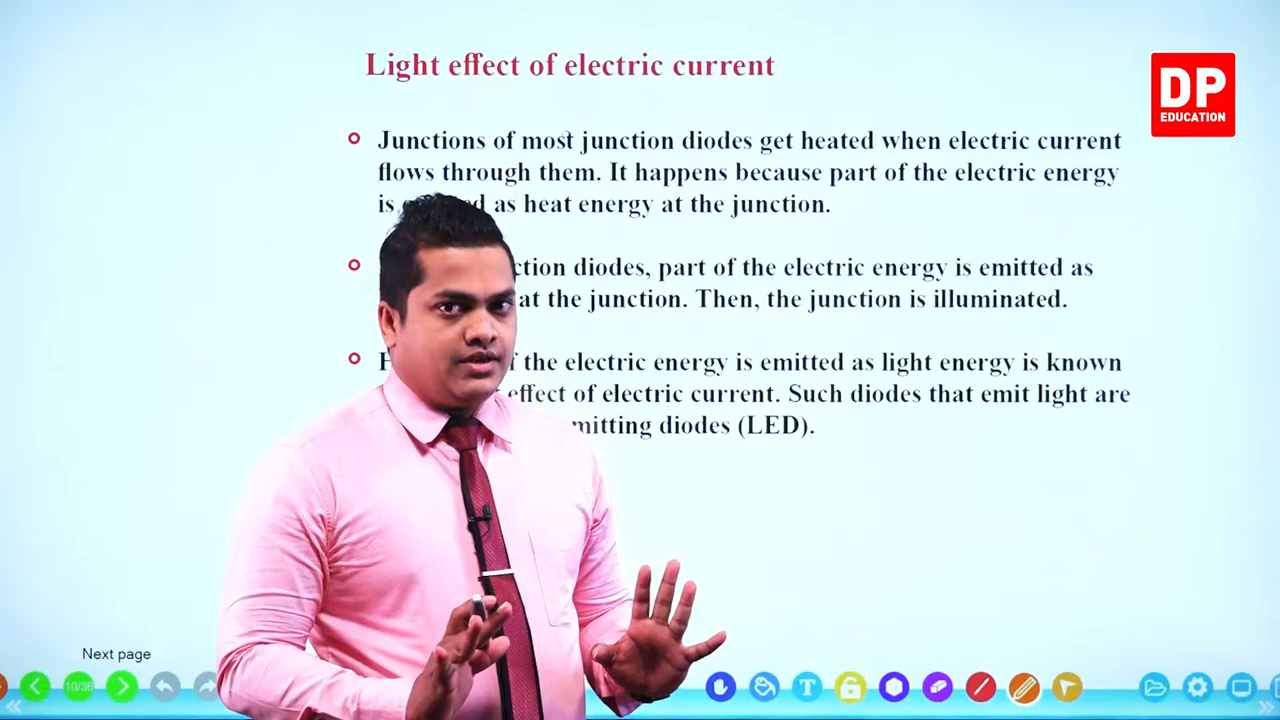 Light effect of electric current
DP
EDUCATION
Junctions of most junction diodes get heated when electric current
flows through them. It happens because part of the electric energy
is as heat energy at the junction.
diodes, part of the electric energy is emitted as
at the junction. Then, the junction is illuminated.
the electric energy is emitted as light energy is known
effect of electric current. Such diodes that emit light are
diodes (LED).
Next page
10/36
T